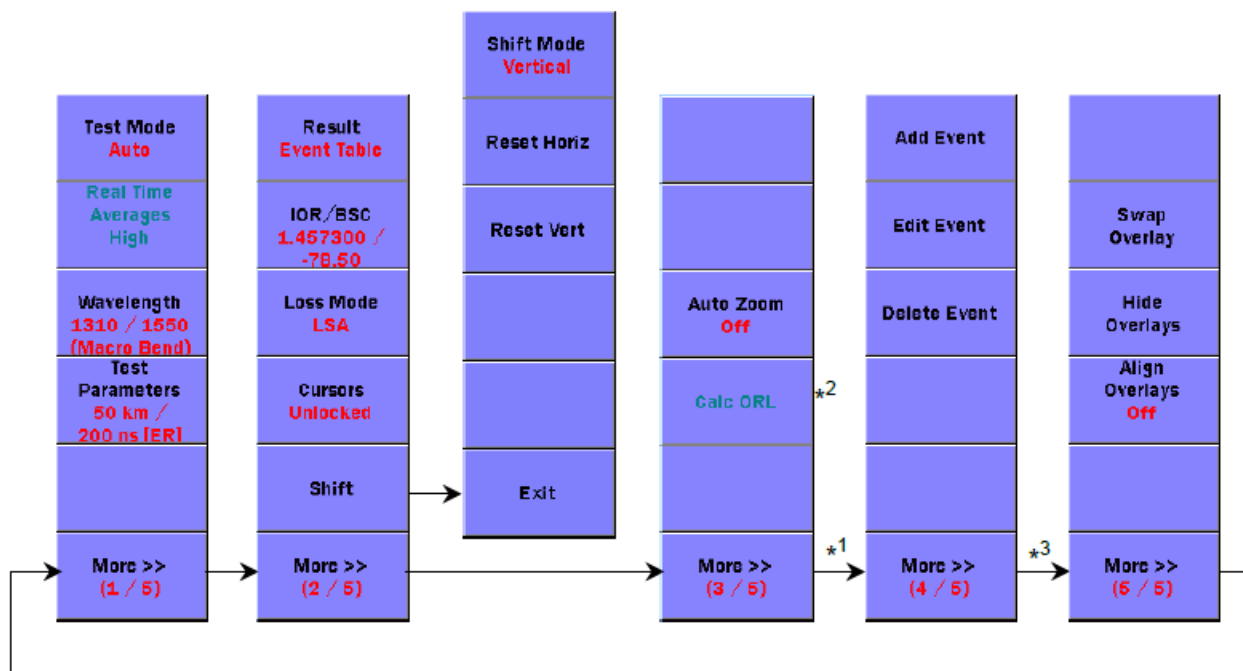 Test Mode
Auto
Real Time
Averages
High
Wavelength
1310 / 1550
(Macro Bend)
Test
Parameters
50 km /
200 ns [ER]
More >>
(1 / 5)
Result
Event Table
IOR/BSC
1.457300 /
-78.50
Loss Mode
LSA
Cursors
Unlocked
Shift
More >>
(2 / 5)
Shift Mode
Vertical
Reset Horiz
Reset Vert
Exit
Auto Zoom
Off
Calc ORL
*2
More >>
(3 / 5)
*1
Add Event
Edit Event
Delete Event
More >>
(4 / 5)
*3
Swap
Overlay
Hide
Overlays
Align
Overlays
Off
More >>
(5 / 5)